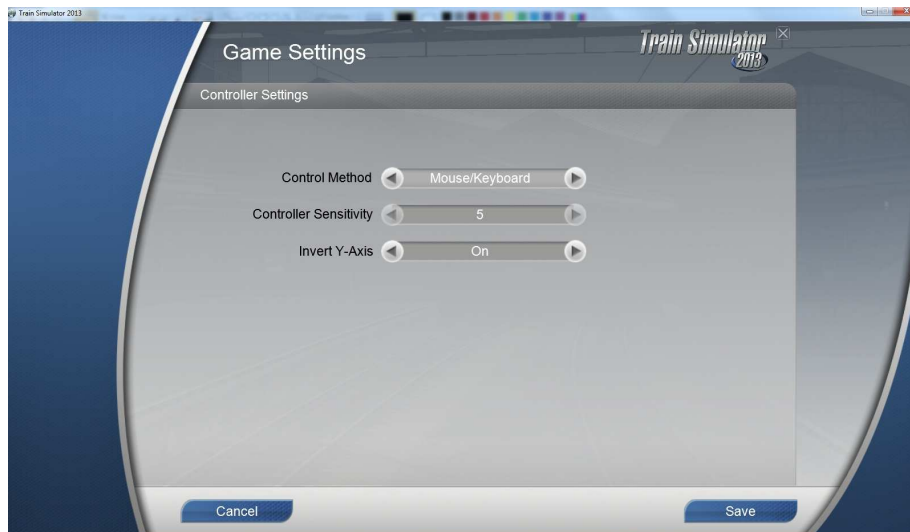 Train Simulator 2013
Game Settings
Train Simulator
2013
Controller Settings
Control Method
Mouse/Keyboard
Controller Sensitivity
5
Invert Y-Axis
On
Cancel
Save